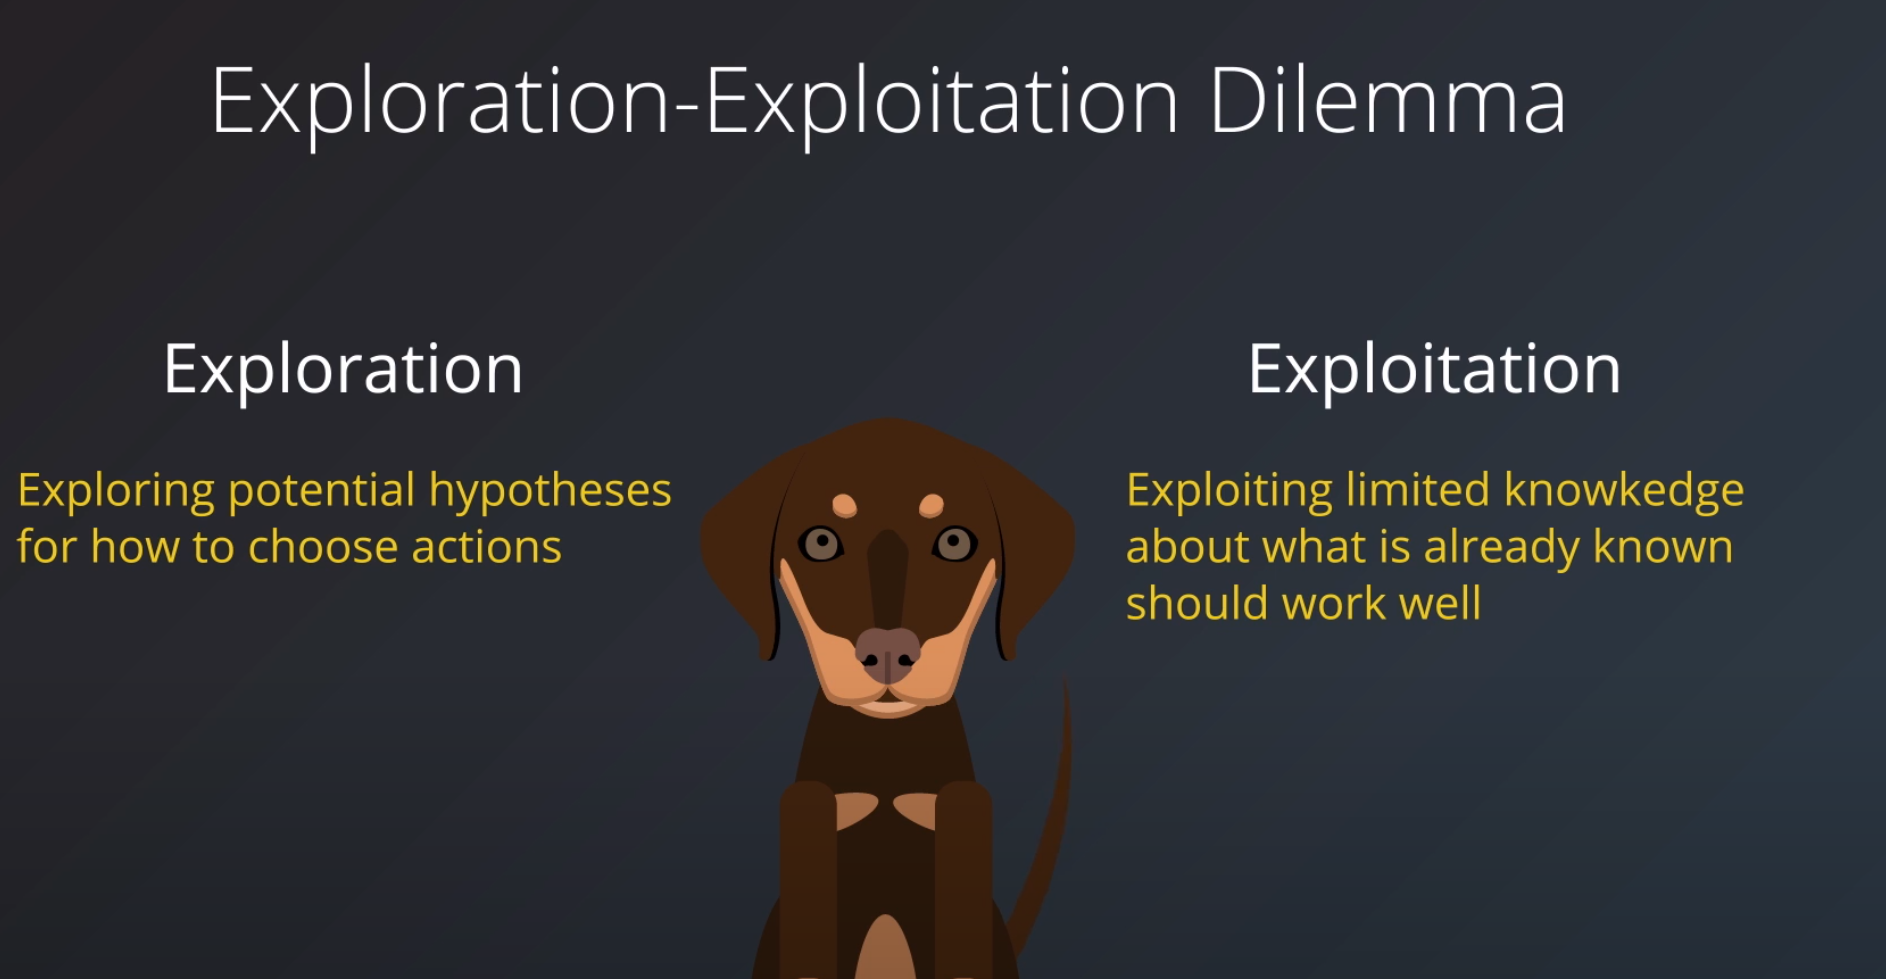 Exploration-Exploitation Dilemma
Exploration
Exploring potential hypotheses
for how to choose actions
Exploitation
Exploiting limited knowkedge
about what is already known
should work well